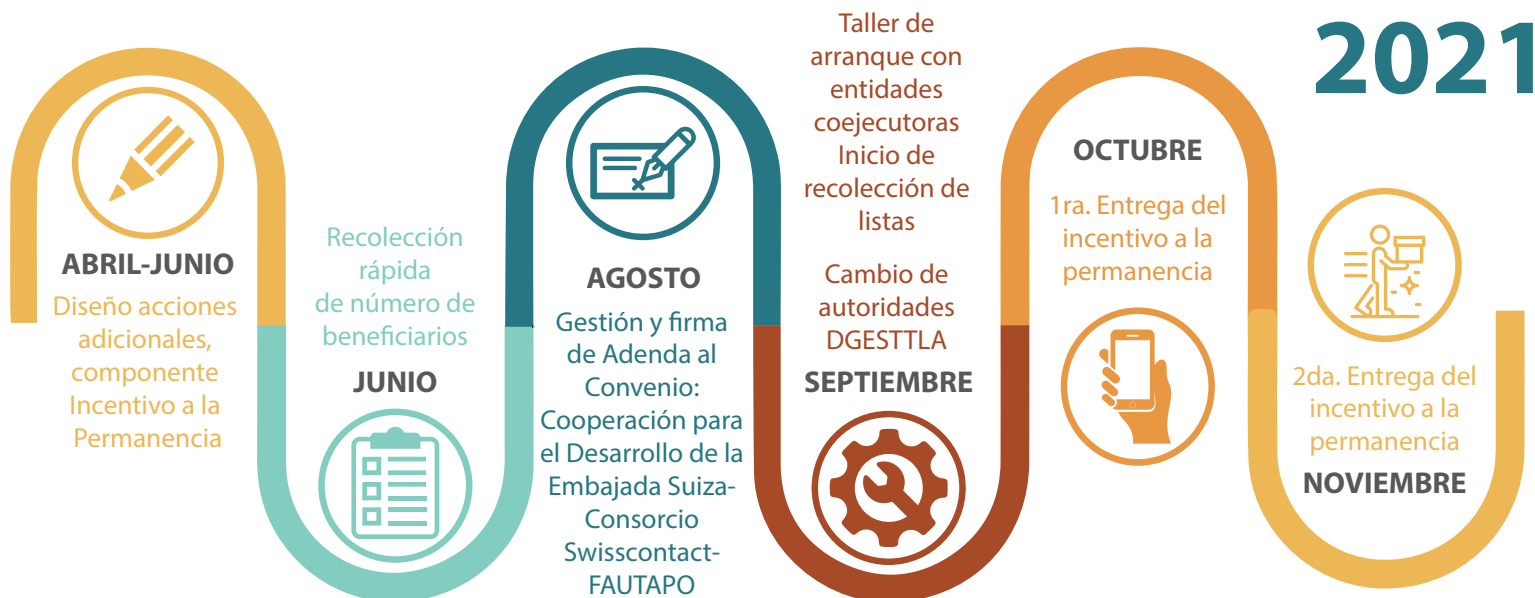 2021
ABRIL-JUNIO
Diseño acciones
adicionales,
componente
Incentivo a la
Permanencia
Recolección
rápida
de número de
beneficiarios
JUNIO
AGOSTO
Gestión y firma
de Adenda al
Convenio:
Cooperación para
el Desarrollo de la
Embajada Suiza-
Consorcio
Swisscontact-
FAUTAPO
Taller de
arranque con
entidades
coejecutoras
Inicio de
recolección de
listas
Cambio de
autoridades
DGESTTLA
SEPTIEMBRE
OCTUBRE
1ra. Entrega del
incentivo a la
permanencia
2da. Entrega del
incentivo a la
permanencia
NOVIEMBRE